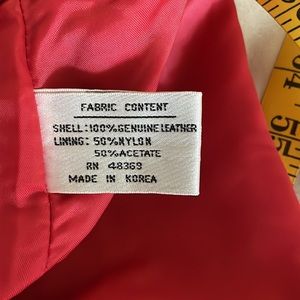 FABRIC CONTENT
SHELL:100%GENUINE LEATHER
LINING: 50%NYLON
50%ACETATE
RN 48369
MADE IN KOREA